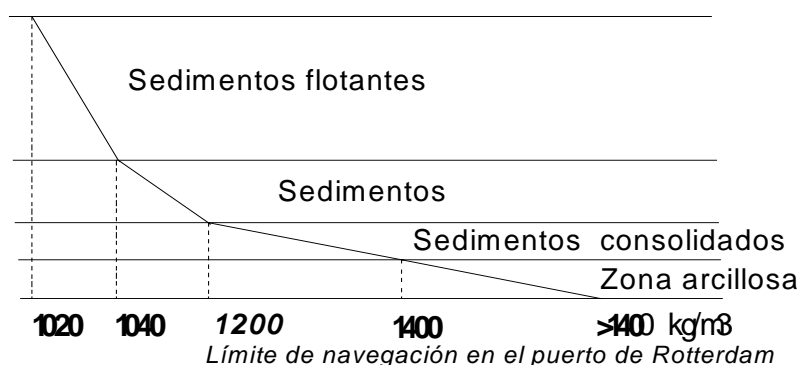 Sedimentos flotantes
Sedimentos
Sedimentos consolidados
Zona arcillosa
1020 1040 1200 1400 >1400 kg/m3
Límite de navegación en el puerto de Rotterdam